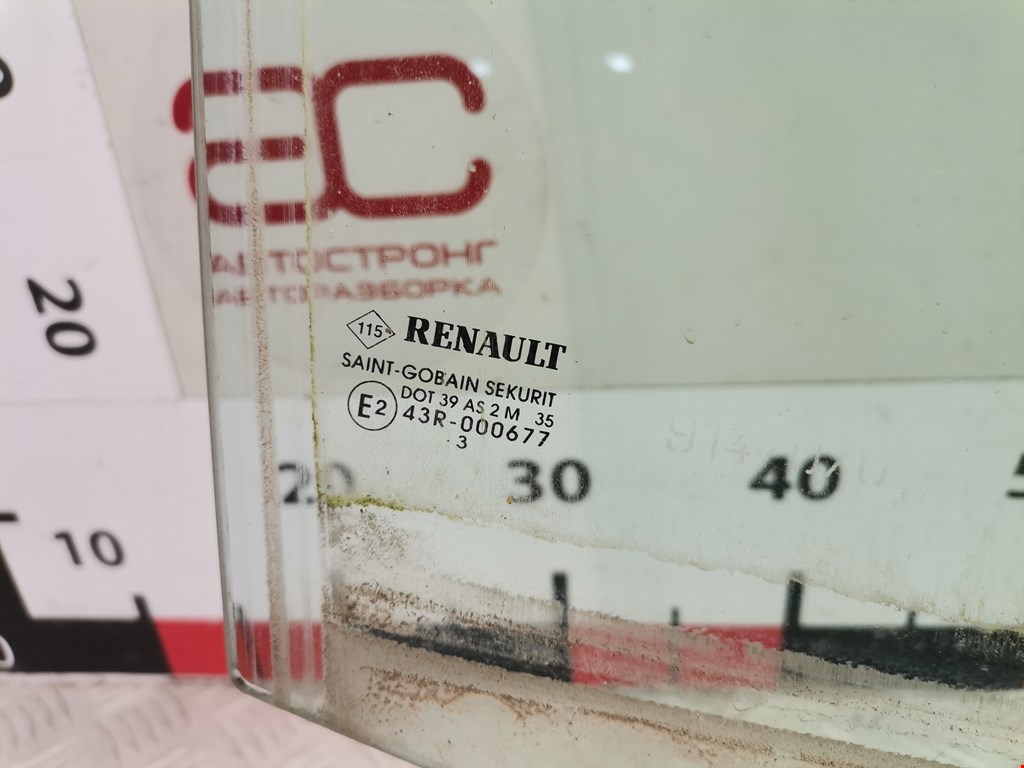 ac
АВТОСТРОНГ
АВТОРАЗБОРКА
20
115
RENAULT
SAINT-GOBAIN SEKURIT
DOT 39 AS 2 M 35
E2 43R-000677
. 3
20 30 40
10